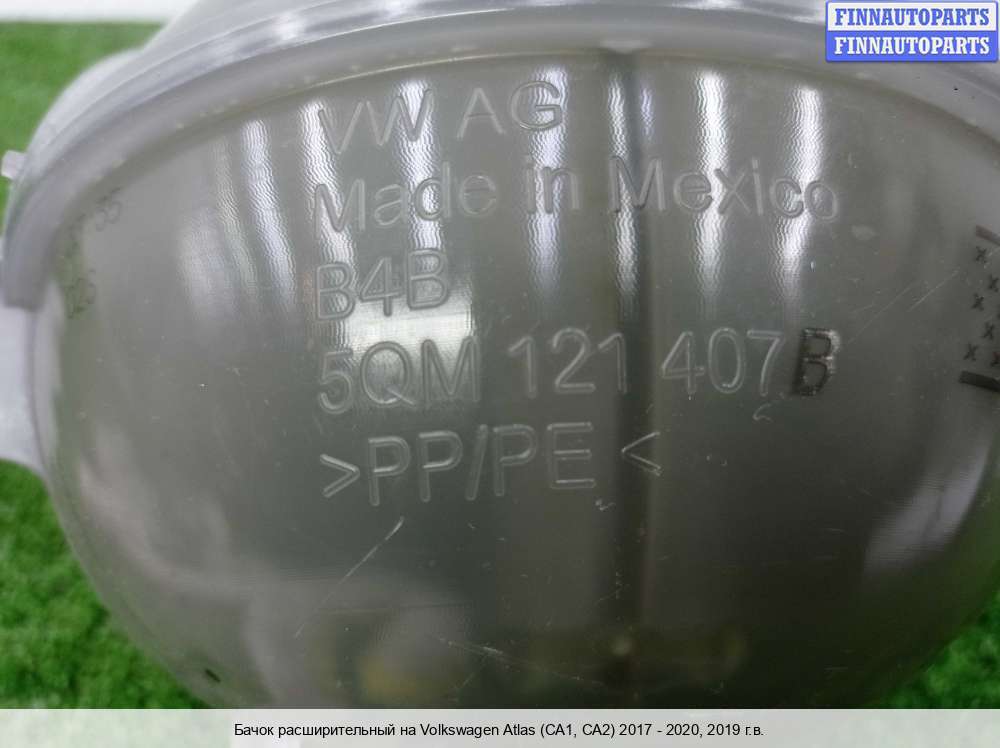 FINNAUTOPARTS
FINNAUTOPARTS
VW AG
Made in Mexico
B4B
5QM 121 407 B
>PP/PE <
Бачок расширительный на Volkswagen Atlas (CA1, CA2) 2017 - 2020, 2019 г.в.